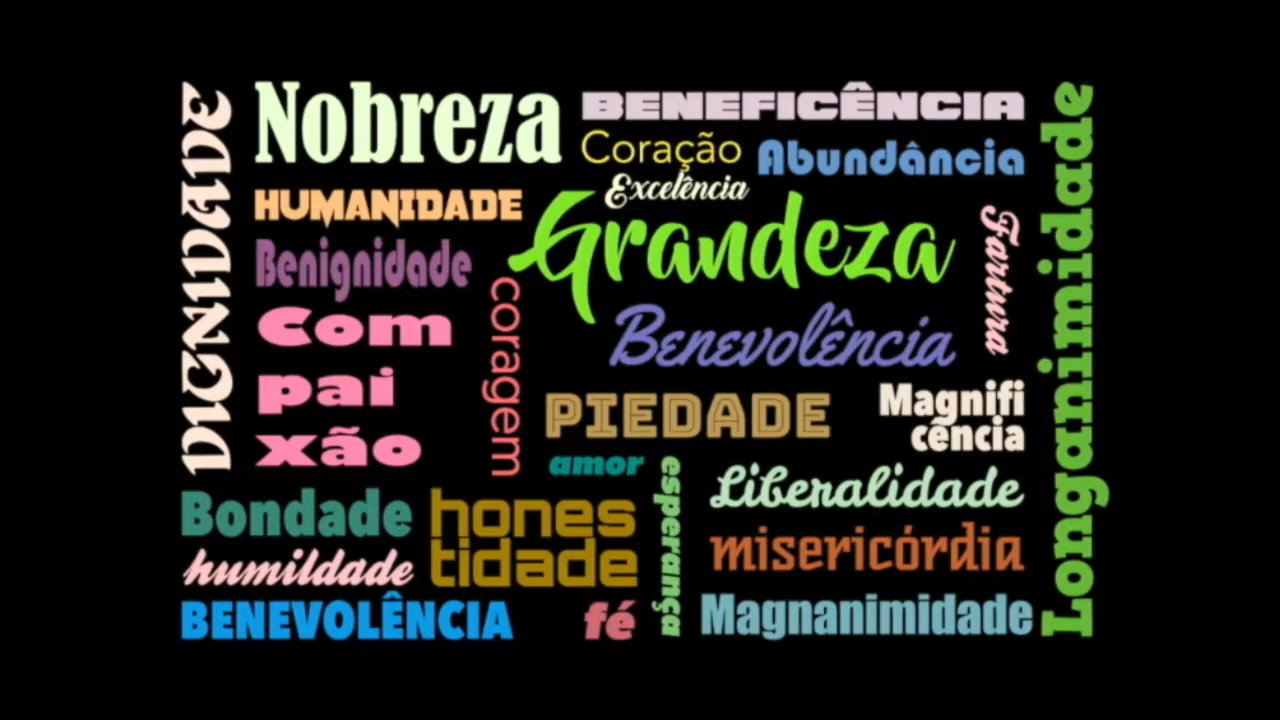 DIGNIDADE
Nobreza
BENEFICÊNCIA
Coração
Abundância
Excelência
HUMANIDADE
Grandeza
Fartura
Longanimidade
Benignidade
coragem
Benevolência
Com
pai
xão
PIEDADE
Magnifi
cência
amor
esperança
Liberalidade
Bondade
hones
tidade
misericórdia
humildade
BENEVOLÊNCIA
fé
Magnanimidade